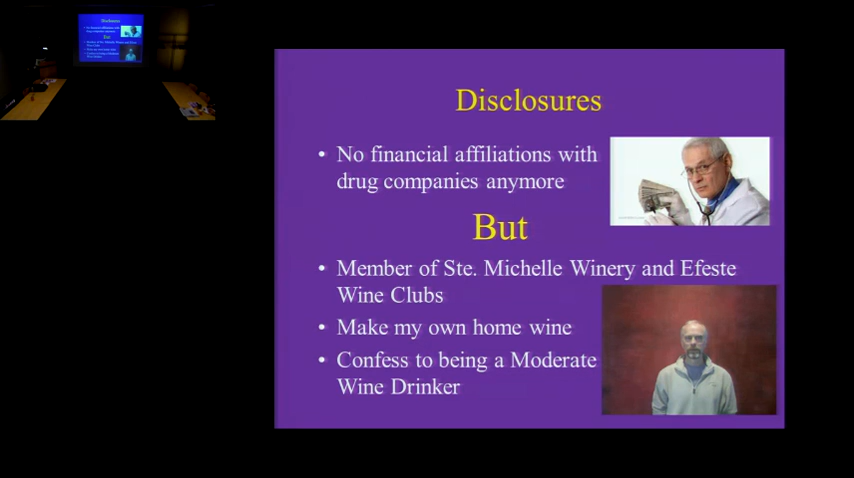 Disclosures
• No financial affiliations with
drug companies anymore
But
• Member of Ste. Michelle Winery and Efeste
Wine Clubs
• Make my own home wine
• Confess to being a Moderate
Wine Drinker